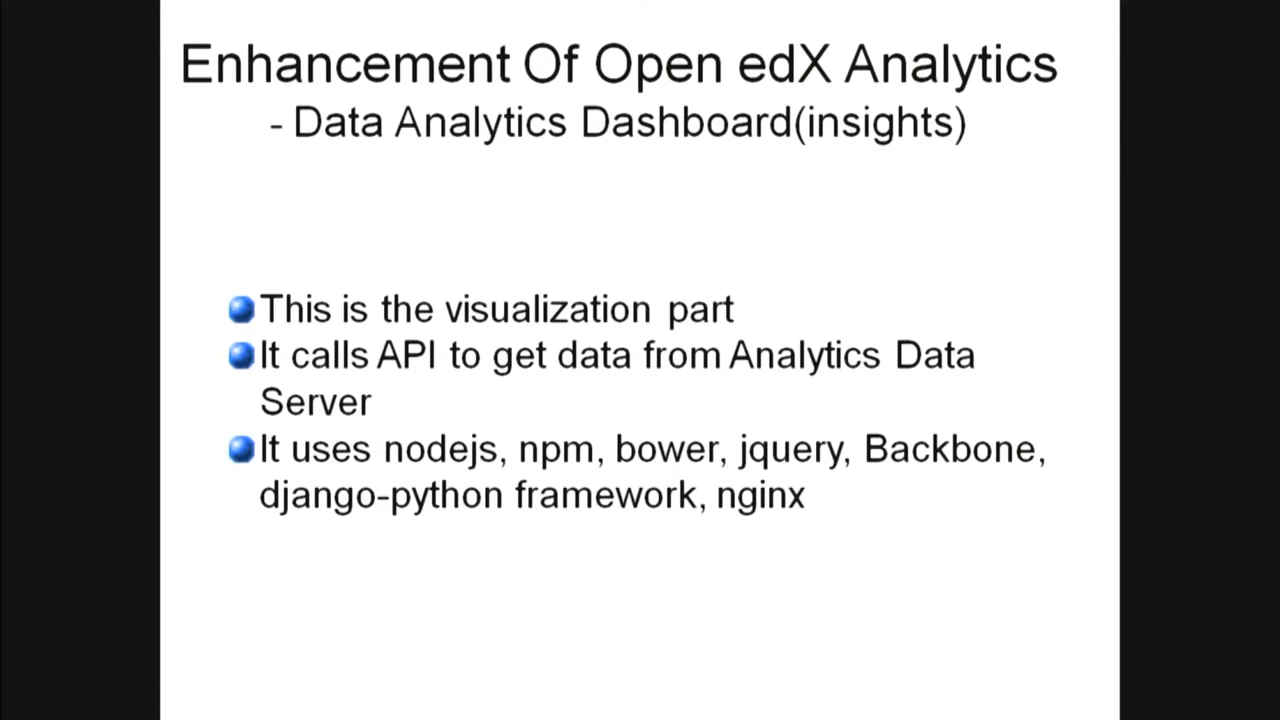 Enhancement Of Open edX Analytics
- Data Analytics Dashboard(insights)
This is the visualization part
It calls API to get data from Analytics Data
Server
It uses nodejs, npm, bower, jquery, Backbone,
django-python framework, nginx